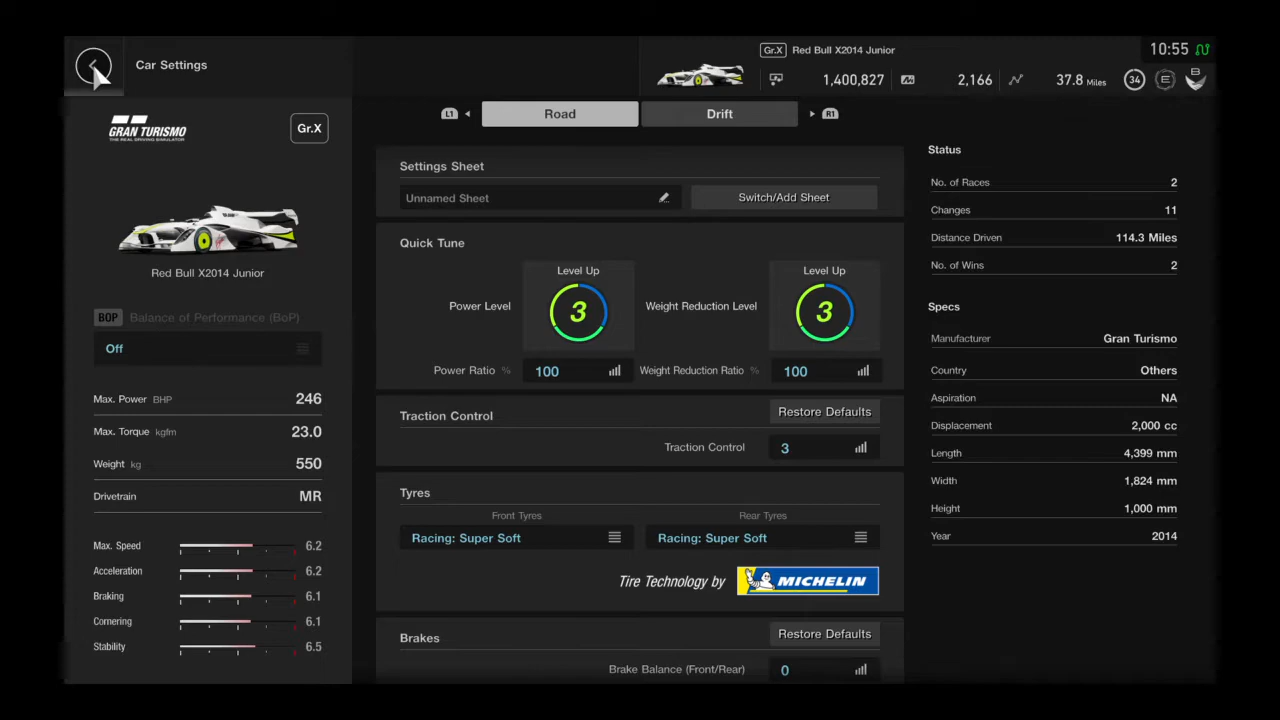 Car Settings
Gr.X Red Bull X2014 Junior
10:55
1,400,827
2,166
37.8 Miles
34
E
B
GRAN TURISMO
THE REAL DRIVING SIMULATOR
Gr.X
Red Bull X2014 Junior
BOP Balance of Performance (BoP)
Off
Max. Power BHP 246
Max. Torque kgfm 23.0
Weight kg 550
Drivetrain MR
Max. Speed 6.2
Acceleration 6.2
Braking 6.1
Cornering 6.1
Stability 6.5
L1 Road Drift R1
Settings Sheet
Unnamed Sheet Switch/Add Sheet
Quick Tune
Level Up Level Up
Power Level 3 Weight Reduction Level 3
Power Ratio % 100 Weight Reduction Ratio % 100
Traction Control Restore Defaults
Traction Control 3
Tyres
Front Tyres Rear Tyres
Racing: Super Soft Racing: Super Soft
Tire Technology by MICHELIN
Brakes Restore Defaults
Brake Balance (Front/Rear) 0
Status
No. of Races 2
Changes 11
Distance Driven 114.3 Miles
No. of Wins 2
Specs
Manufacturer Gran Turismo
Country Others
Aspiration NA
Displacement 2,000 cc
Length 4,399 mm
Width 1,824 mm
Height 1,000 mm
Year 2014